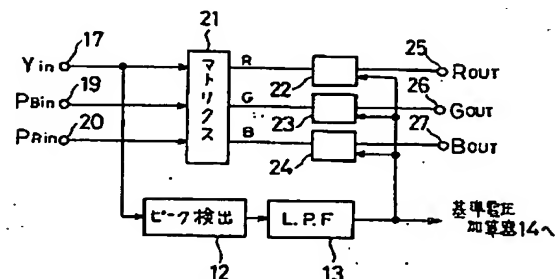 21
17
Yin
19
PBin
20
PRin
マトリクス
R
G
B
22
23
24
25
ROUT
26
GOUT
27
BOUT
ピーク検出
12
L.P.F
13
基準電圧
加算器14へ